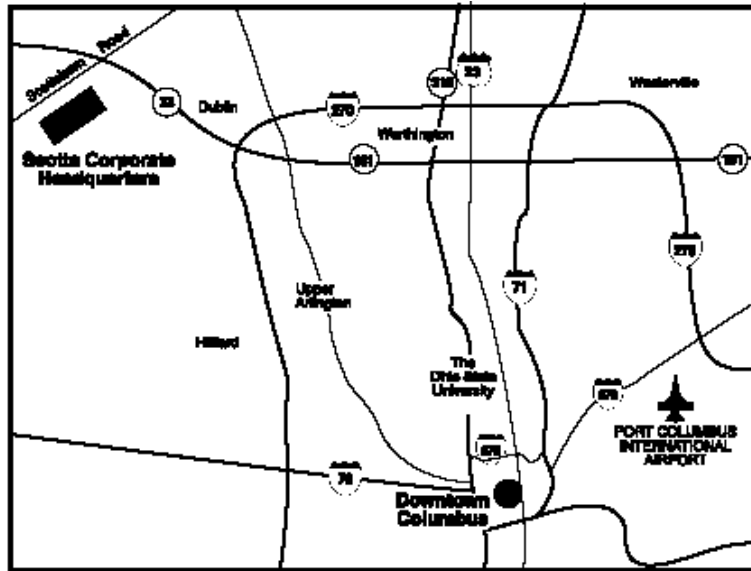 Road
33
Dublin
270
315
23
Westerville
Worthington
Scotts Corporate
Headquarters
161
161
Upper
Arlington
71
270
Hilliard
The
Ohio State
University
670
PORT COLUMBUS
INTERNATIONAL
AIRPORT
670
70
Downtown
Columbus